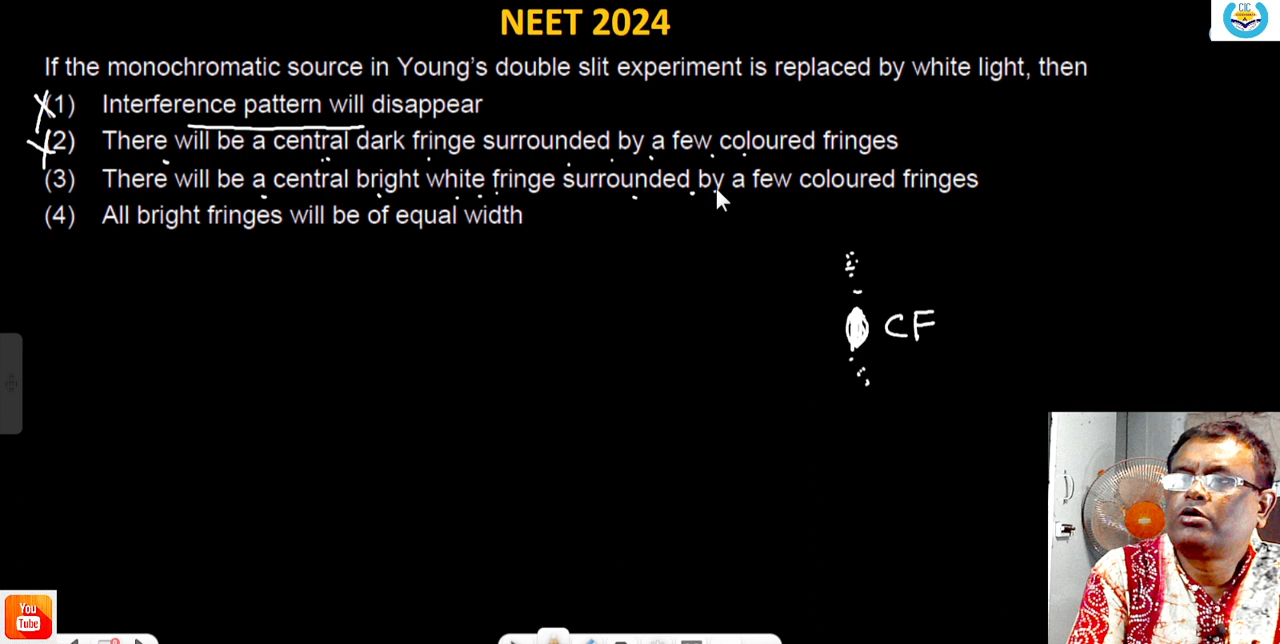 NEET 2024
CIC
If the monochromatic source in Young's double slit experiment is replaced by white light, then
(1) Interference pattern will disappear
(2) There will be a central dark fringe surrounded by a few coloured fringes
(3) There will be a central bright white fringe surrounded by a few coloured fringes
(4) All bright fringes will be of equal width
CF
You
Tube